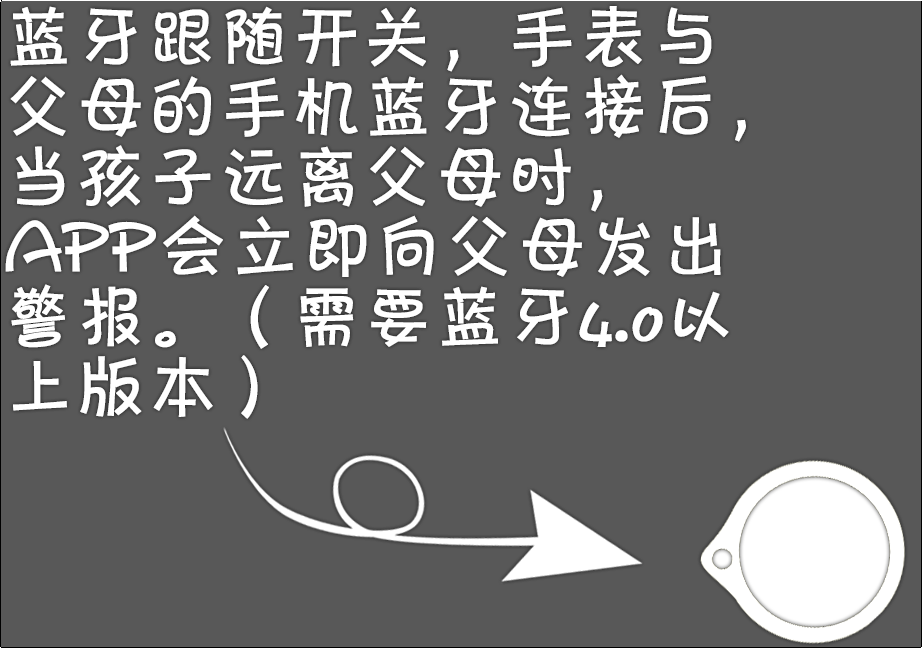 蓝牙跟随开关，手表与
父母的手机蓝牙连接后，
当孩子远离父母时，
APP会立即向父母发出
警报。（需要蓝牙4.0以
上版本）